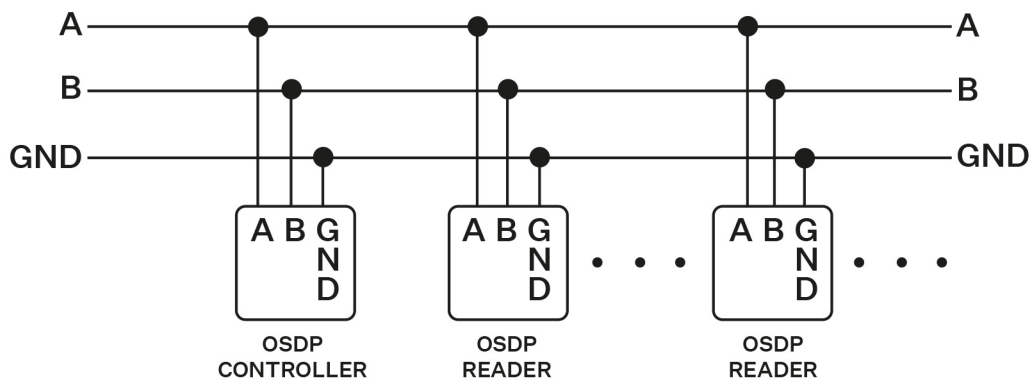 A A
B B
GND GND
A B G
N
D
A B G
N
D
A B G
N
D
OSDP
CONTROLLER
OSDP
READER
OSDP
READER